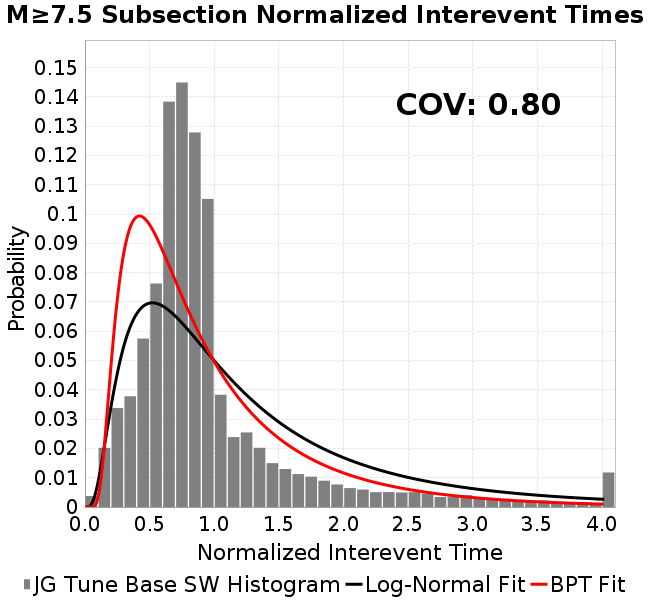 M≥7.5 Subsection Normalized Interevent Times
COV: 0.80
Probability
0.15
0.14
0.13
0.12
0.11
0.1
0.09
0.08
0.07
0.06
0.05
0.04
0.03
0.02
0.01
0
0.0 0.5 1.0 1.5 2.0 2.5 3.0 3.5 4.0
Normalized Interevent Time
JG Tune Base SW Histogram Log-Normal Fit BPT Fit